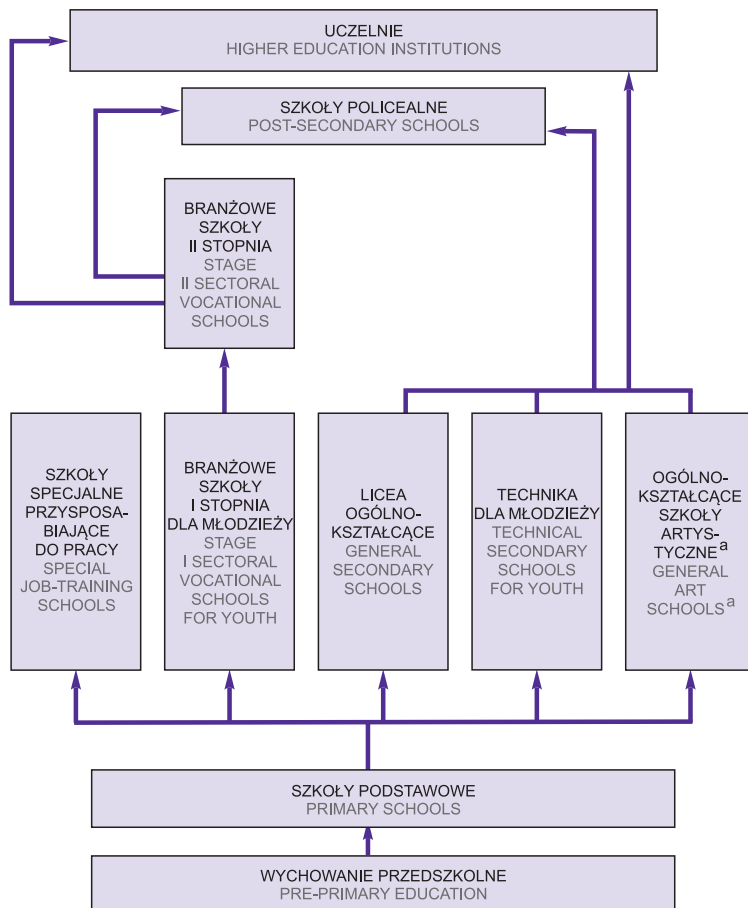 UCZELNIE
HIGHER EDUCATION INSTITUTIONS
SZKOŁY POLICEALNE
POST-SECONDARY SCHOOLS
BRANŻOWE
SZKOŁY
II STOPNIA
STAGE
II SECTORAL
VOCATIONAL
SCHOOLS
SZKOŁY
SPECJALNE
PRZYSPOSA-
BIAJĄCE
DO PRACY
SPECIAL
JOB-TRAINING
SCHOOLS
BRANŻOWE
SZKOŁY
I STOPNIA
DLA MŁODZIEŻY
STAGE
I SECTORAL
VOCATIONAL
SCHOOLS
FOR YOUTH
LICEA
OGÓLNO-
KSZTAŁCĄCE
GENERAL
SECONDARY
SCHOOLS
TECHNIKA
DLA MŁODZIEŻY
TECHNICAL
SECONDARY
SCHOOLS
FOR YOUTH
OGÓLNO-
KSZTAŁCĄCE
SZKOŁY
ARTYS-
TYCZNE a
GENERAL
ART
SCHOOLS a
SZKOŁY PODSTAWOWE
PRIMARY SCHOOLS
WYCHOWANIE PRZEDSZKOLNE
PRE-PRIMARY EDUCATION